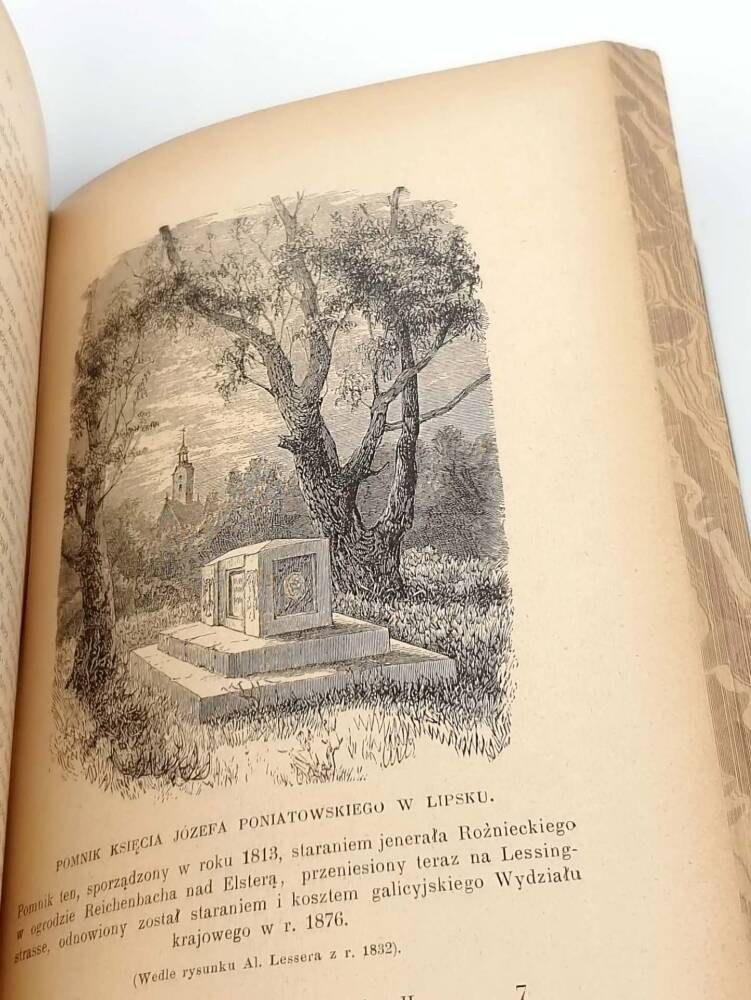 POMNIK KSIĘCIA JÓZEFA PONIATOWSKIEGO W LIPSKU.
Pomnik ten, sporządzony w roku 1813, staraniem jenerała Rożnieckiego
w ogrodzie Reichenbacha nad Elsterą, przeniesiony teraz na Lessing-
strasse, odnowiony został staraniem i kosztem galicyjskiego Wydziału
krajowego w r. 1876.
(Wedle rysunku Al. Lessera z r. 1832).
7